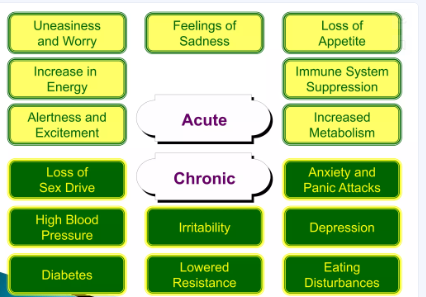 Uneasiness
and Worry
Feelings of
Sadness
Loss of
Appetite
Increase in
Energy
Immune System
Suppression
Alertness and
Excitement
Acute
Increased
Metabolism
Loss of
Sex Drive
Chronic
Anxiety and
Panic Attacks
High Blood
Pressure
Irritability
Depression
Diabetes
Lowered
Resistance
Eating
Disturbances